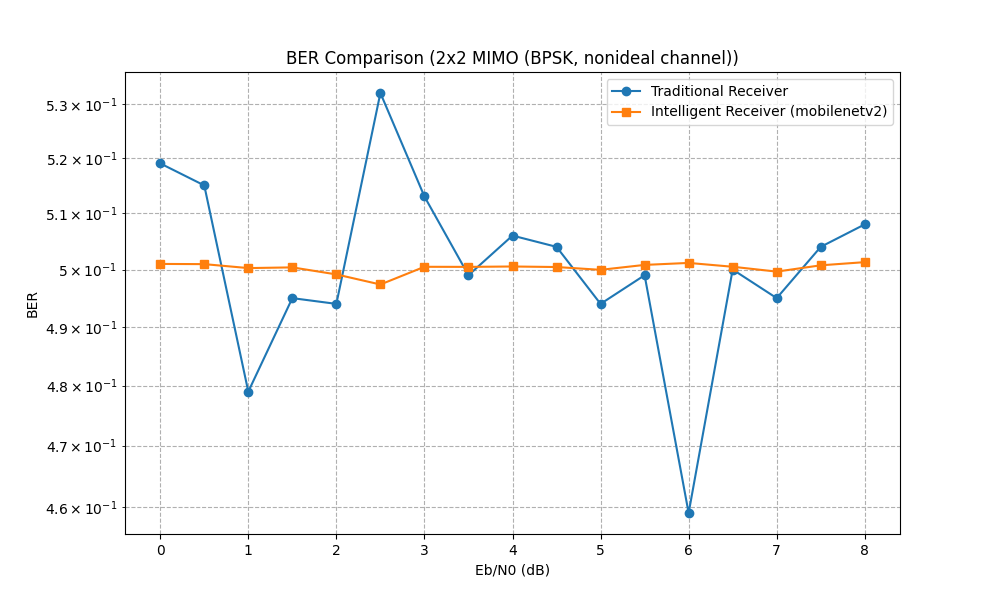 BER Comparison (2x2 MIMO (BPSK, nonideal channel))
Traditional Receiver
Intelligent Receiver (mobilenetv2)
BER
5.3 × 10⁻¹
5.2 × 10⁻¹
5.1 × 10⁻¹
5 × 10⁻¹
4.9 × 10⁻¹
4.8 × 10⁻¹
4.7 × 10⁻¹
4.6 × 10⁻¹
0 1 2 3 4 5 6 7 8
Eb/N0 (dB)